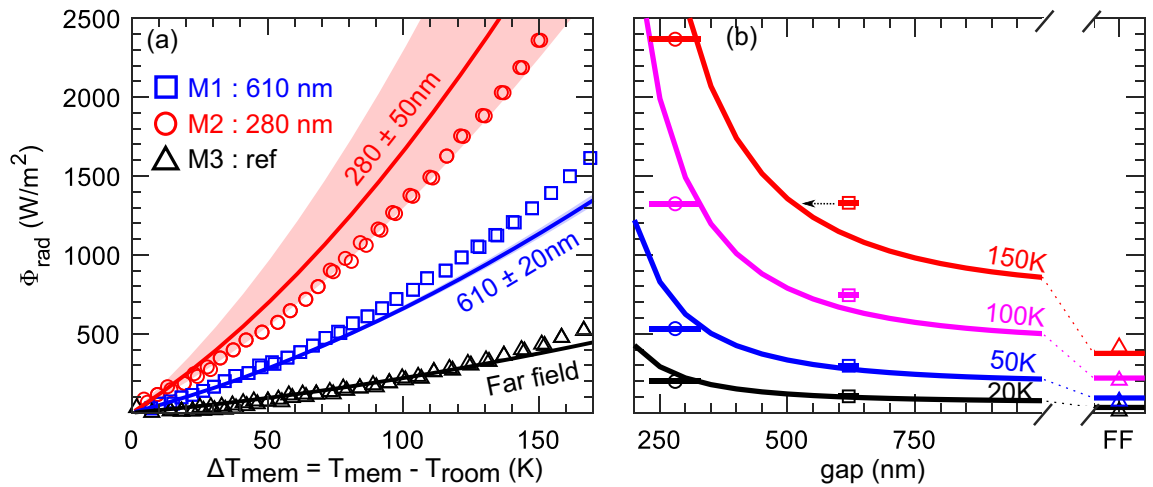 (a)
M1 : 610 nm
M2 : 280 nm
M3 : ref
280 ± 50nm
610 ± 20nm
Far field
2500
2000
1500
1000
500
Φrad (W/m²)
0
50
100
150
ΔTmem = Tmem - Troom (K)
(b)
150K
100K
50K
20K
250
500
750
FF
gap (nm)